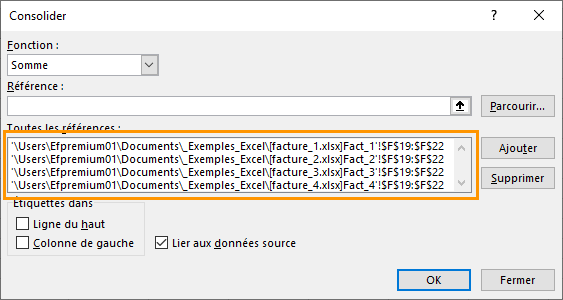 Consolider
?
Fonction :
Somme
Référence :
Parcourir...
Toutes les références :
'\Users\Efpremium01\Documents\_Exemples_Excel\[facture_1.xlsx]Fact_1'!$F$19:$F$22
'\Users\Efpremium01\Documents\_Exemples_Excel\[facture_2.xlsx]Fact_2'!$F$19:$F$22
'\Users\Efpremium01\Documents\_Exemples_Excel\[facture_3.xlsx]Fact_3'!$F$19:$F$22
'\Users\Efpremium01\Documents\_Exemples_Excel\[facture_4.xlsx]Fact_4'!$F$19:$F$22
Ajouter
Supprimer
Étiquettes dans
Ligne du haut
Colonne de gauche
Lier aux données source
OK
Fermer